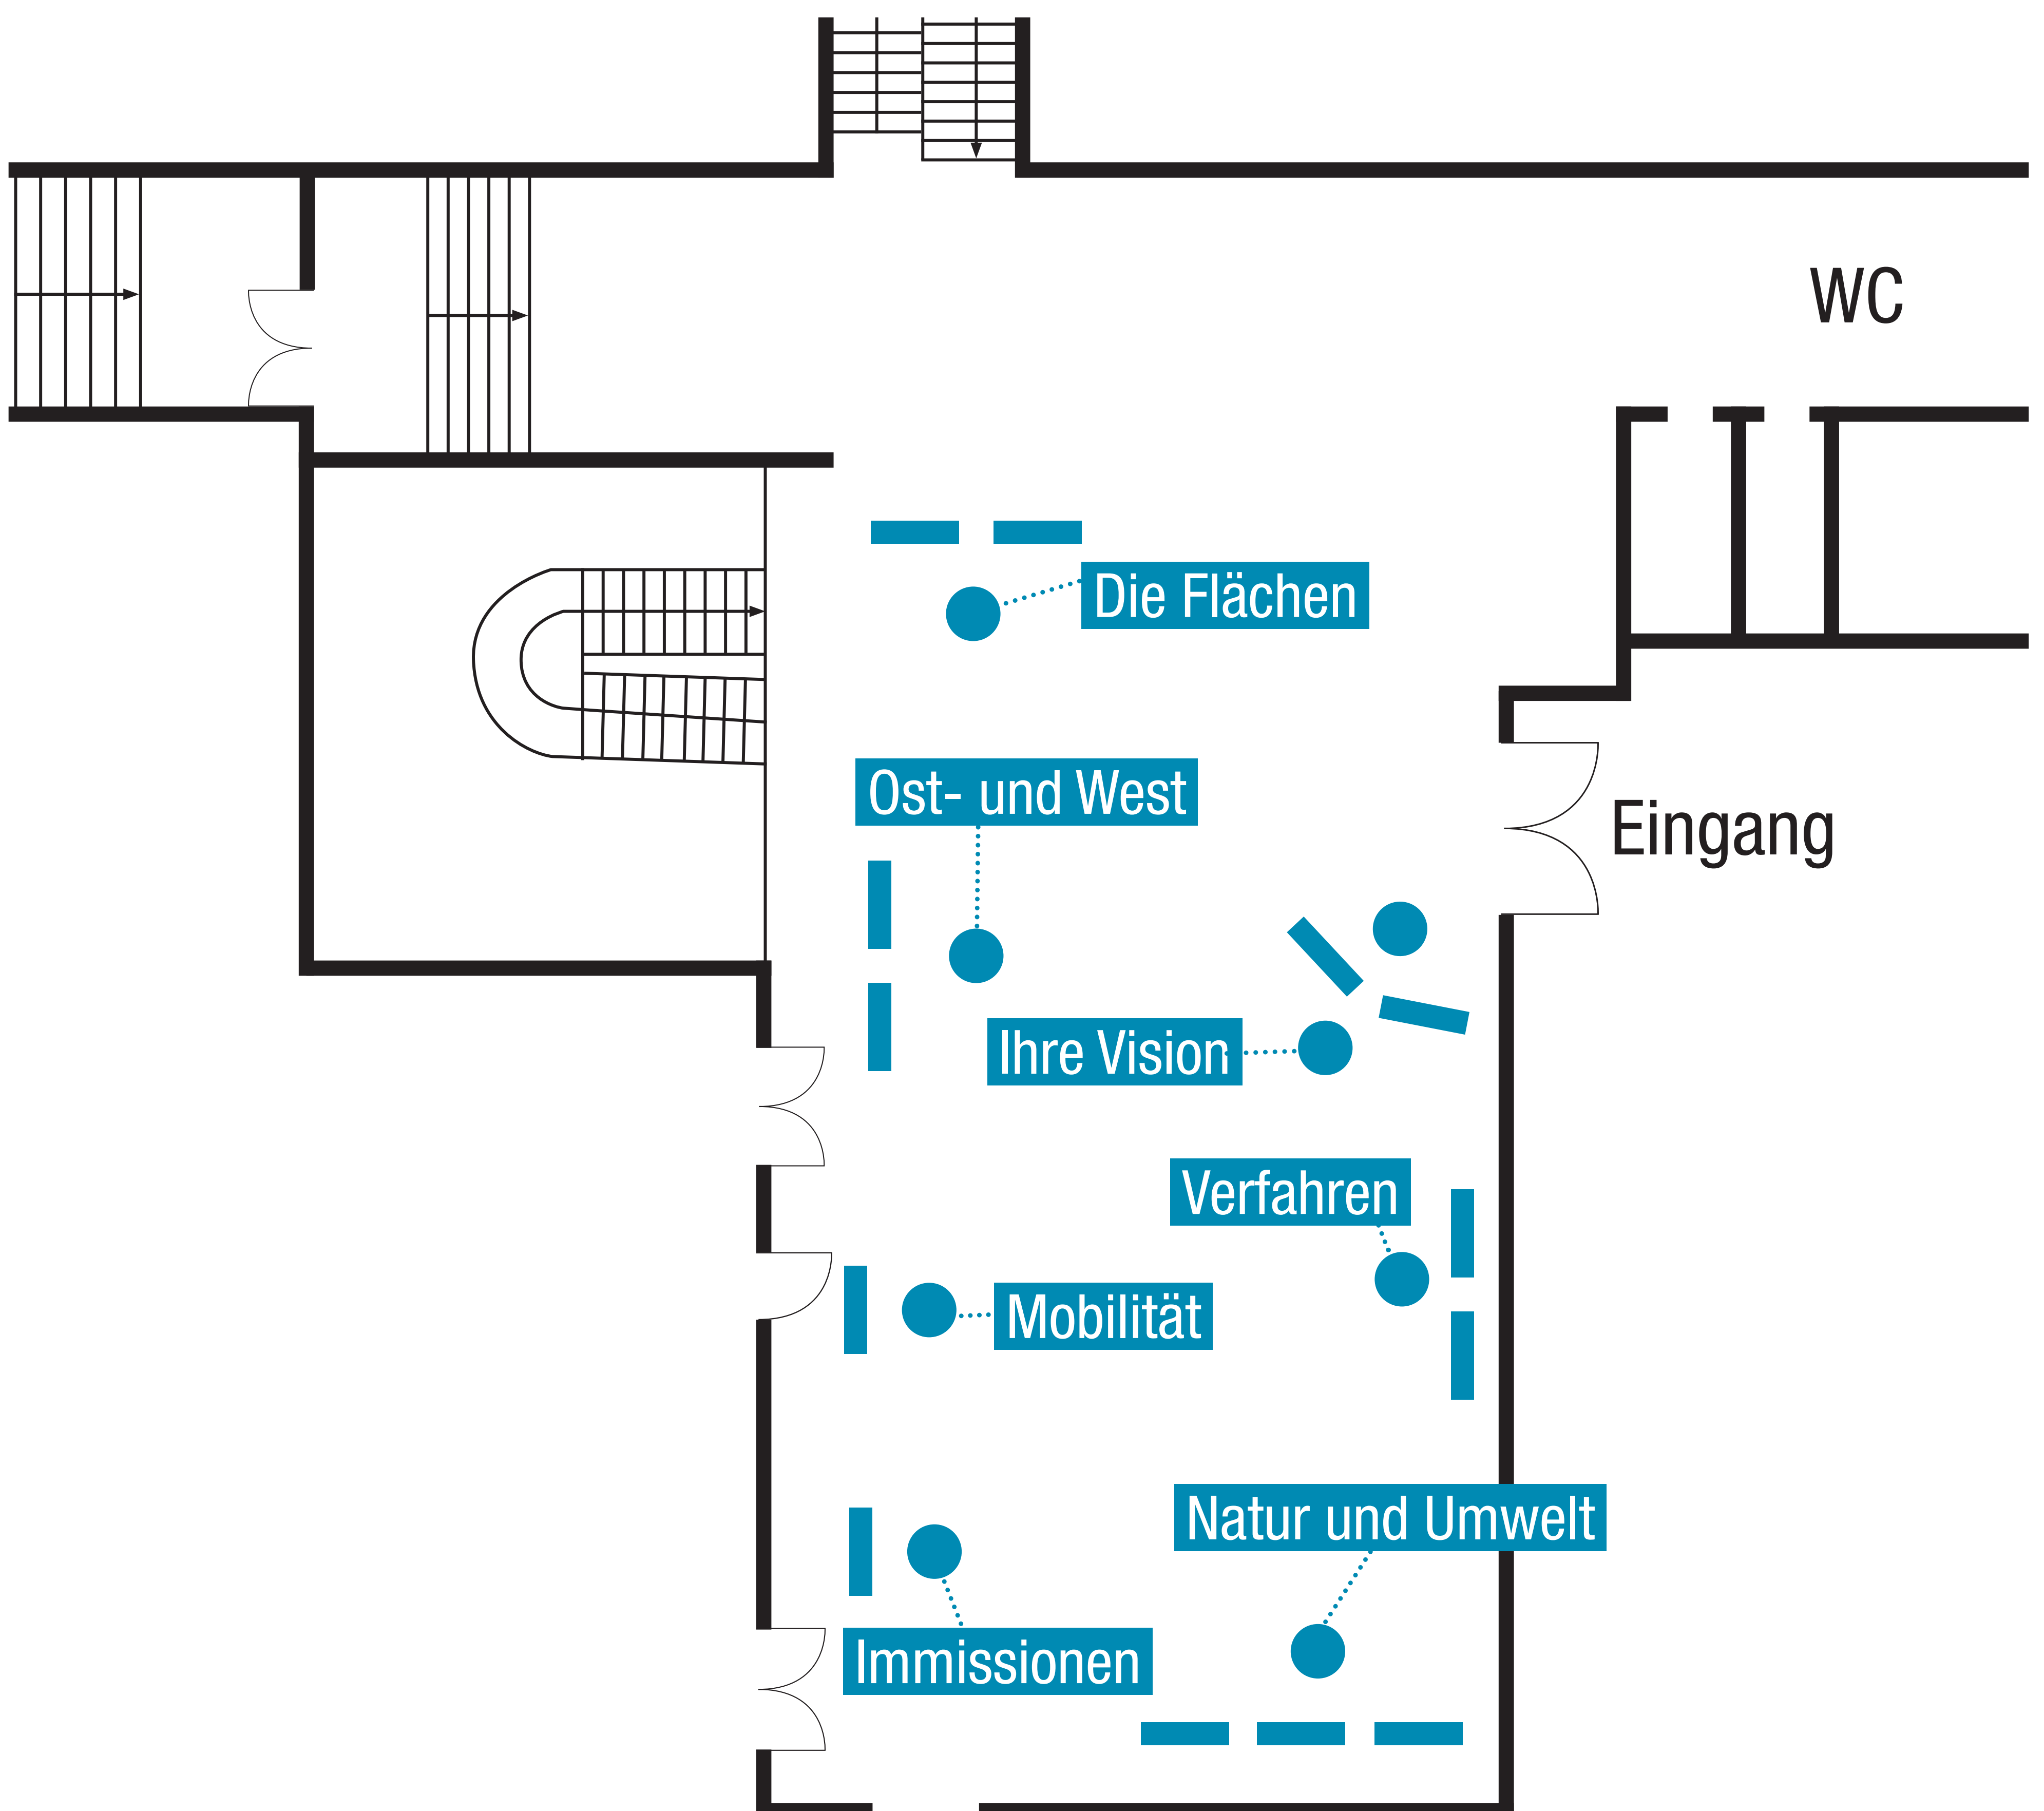 WC
Die Flächen
Ost- und West
Eingang
Ihre Vision
Verfahren
Mobilität
Natur und Umwelt
Immissionen